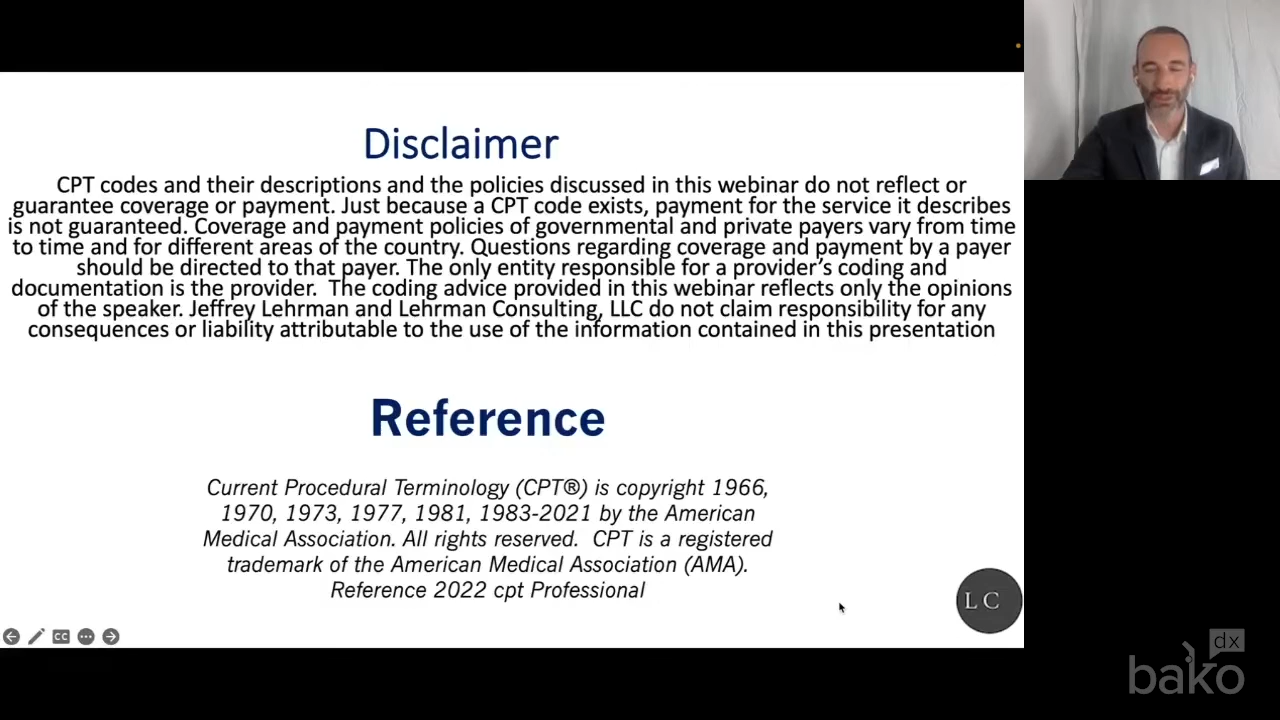 Disclaimer
CPT codes and their descriptions and the policies discussed in this webinar do not reflect or
guarantee coverage or payment. Just because a CPT code exists, payment for the service it describes
is not guaranteed. Coverage and payment policies of governmental and private payers vary from time
to time and for different areas of the country. Questions regarding coverage and payment by a payer
should be directed to that payer. The only entity responsible for a provider’s coding and
documentation is the provider.  The coding advice provided in this webinar reflects only the opinions
of the speaker. Jeffrey Lehrman and Lehrman Consulting, LLC do not claim responsibility for any
consequences or liability attributable to the use of the information contained in this presentation
Reference
Current Procedural Terminology (CPT®) is copyright 1966,
1970, 1973, 1977, 1981, 1983-2021 by the American
Medical Association. All rights reserved.  CPT is a registered
trademark of the American Medical Association (AMA).
Reference 2022 cpt Professional
LC
CC
dx
bako